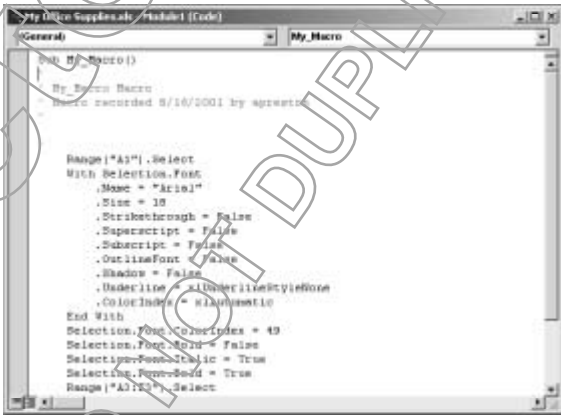 My Office Supplies.xls - Module1 (Code)
(General) My_Macro
Sub My_Macro()
'
' My_Macro Macro
' Macro recorded 8/16/2001 by
'
Range("A1").Select
With Selection.Font
.Name = "Arial"
.Size = 18
.Strikethrough = False
.Superscript = False
.Subscript = False
.OutlineFont = False
.Shadow = False
.Underline = xlUnderlineStyleNone
.ColorIndex = xlAutomatic
End With
Selection.Font.ColorIndex = 49
Selection.Font.Bold = False
Selection.Font.Italic = True
Selection.Font.Bold = True
Range("A3:E3").Select
NOT DUPL